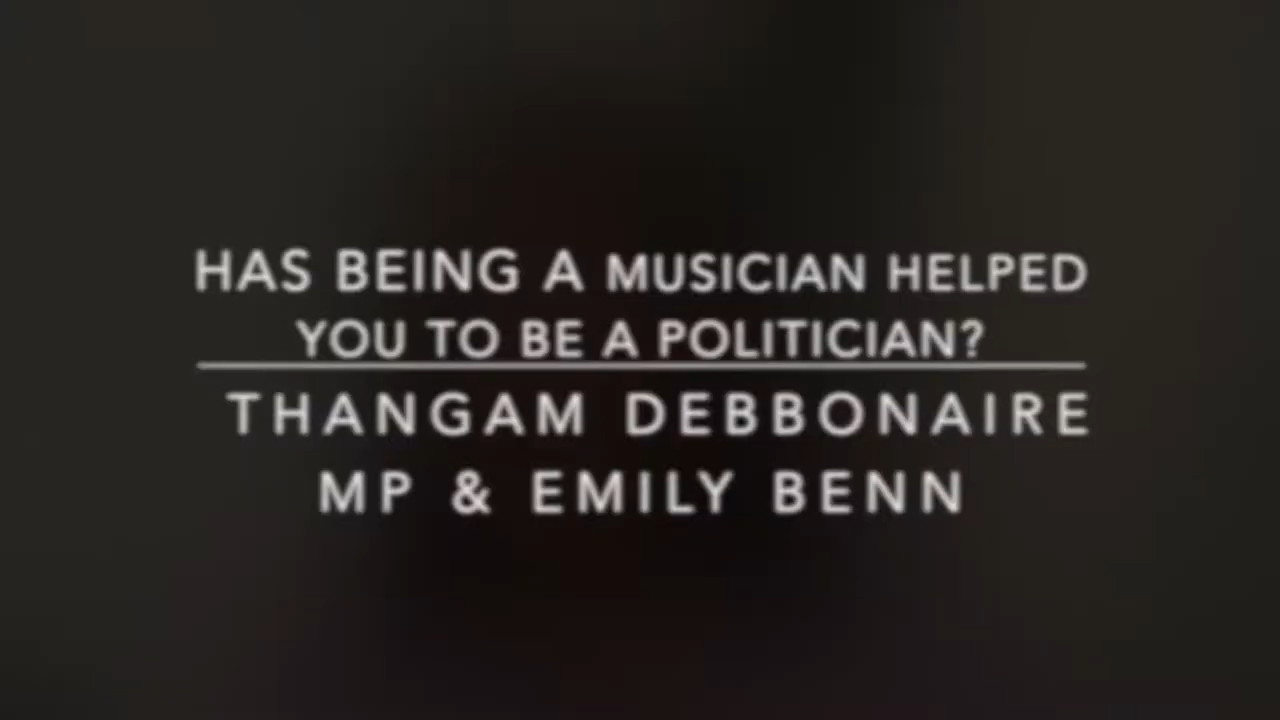 HAS BEING A MUSICIAN HELPED
YOU TO BE A POLITICIAN?
THANGAM DEBBONAIRE
MP & EMILY BENN